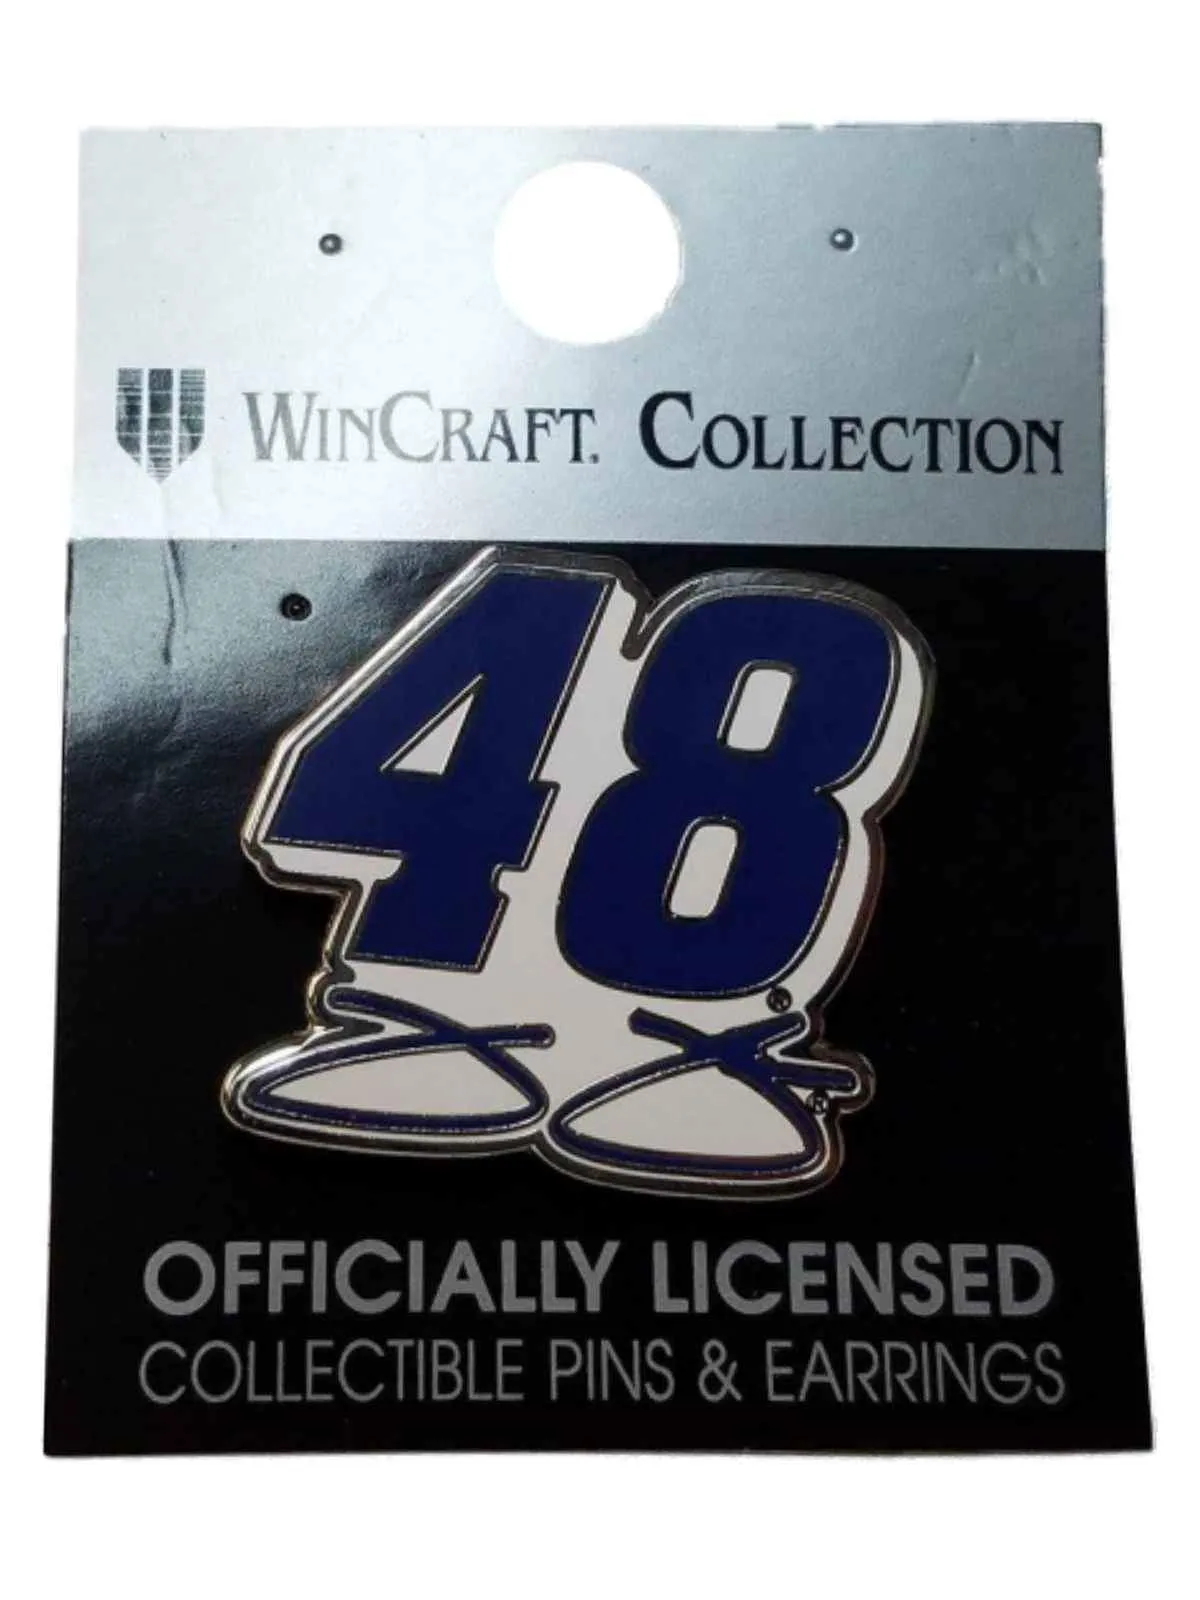 WINCRAFT® COLLECTION
48®
®
OFFICIALLY LICENSED
COLLECTIBLE PINS & EARRINGS